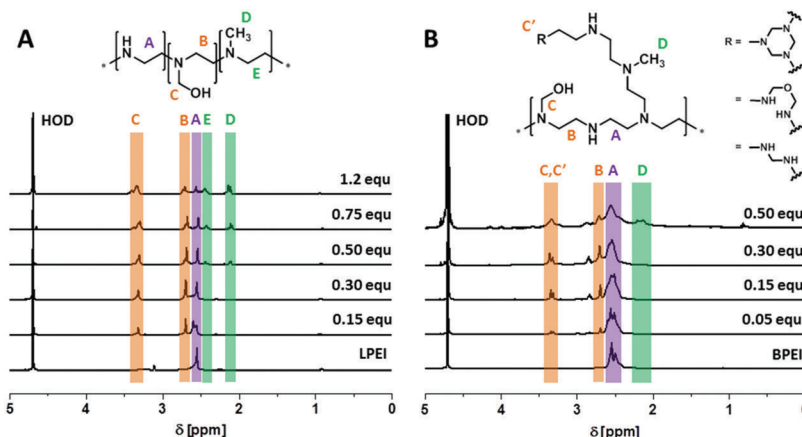 A
H
N
A
N
B
C
OH
D
CH3
N
E
*
*
HOD
C
B
A
E
D
1.2 equ
0.75 equ
0.50 equ
0.30 equ
0.15 equ
LPEI
5
4
3
2
1
0
δ [ppm]
B
C'
R
H
N
D
N
CH3
OH
C
N
B
N
H
A
N
*
*
R =
N
N
N
=
O
NH
HN
=
NH
NH
HOD
C,C'
B
A
D
0.50 equ
0.30 equ
0.15 equ
0.05 equ
BPEI
5
4
3
2
1
0
δ [ppm]